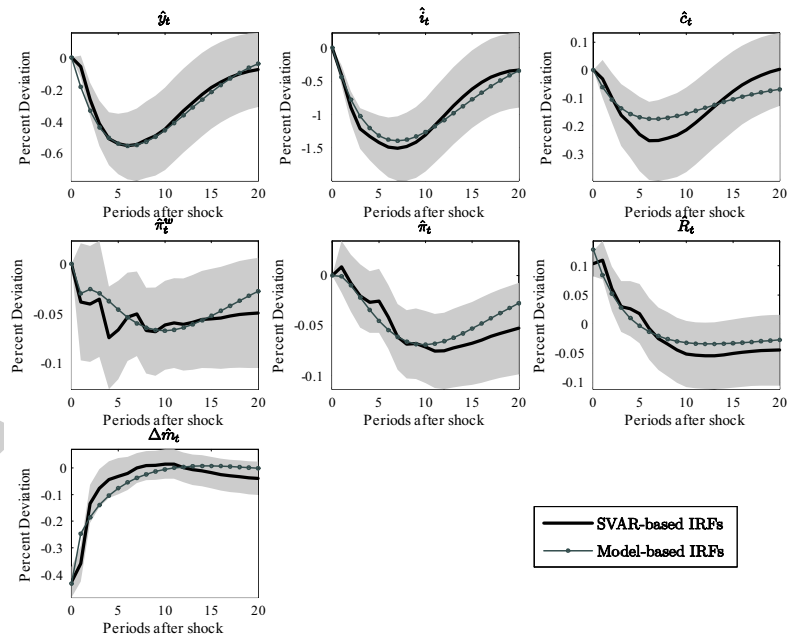 ŷₜ
îₜ
ĉₜ
Percent Deviation
0
-0.2
-0.4
-0.6
0 5 10 15 20
Periods after shock
Percent Deviation
0
-0.5
-1
-1.5
0 5 10 15 20
Periods after shock
Percent Deviation
0.1
0
-0.1
-0.2
-0.3
0 5 10 15 20
Periods after shock
π̂ₜʷ
π̂ₜ
R̂ₜ
Percent Deviation
0
-0.05
-0.1
0 5 10 15 20
Periods after shock
Percent Deviation
0
-0.05
-0.1
0 5 10 15 20
Periods after shock
Percent Deviation
0.1
0.05
0
-0.05
-0.1
0 5 10 15 20
Periods after shock
Δm̂ₜ
Percent Deviation
0
-0.1
-0.2
-0.3
-0.4
0 5 10 15 20
Periods after shock
SVAR-based IRFs
Model-based IRFs